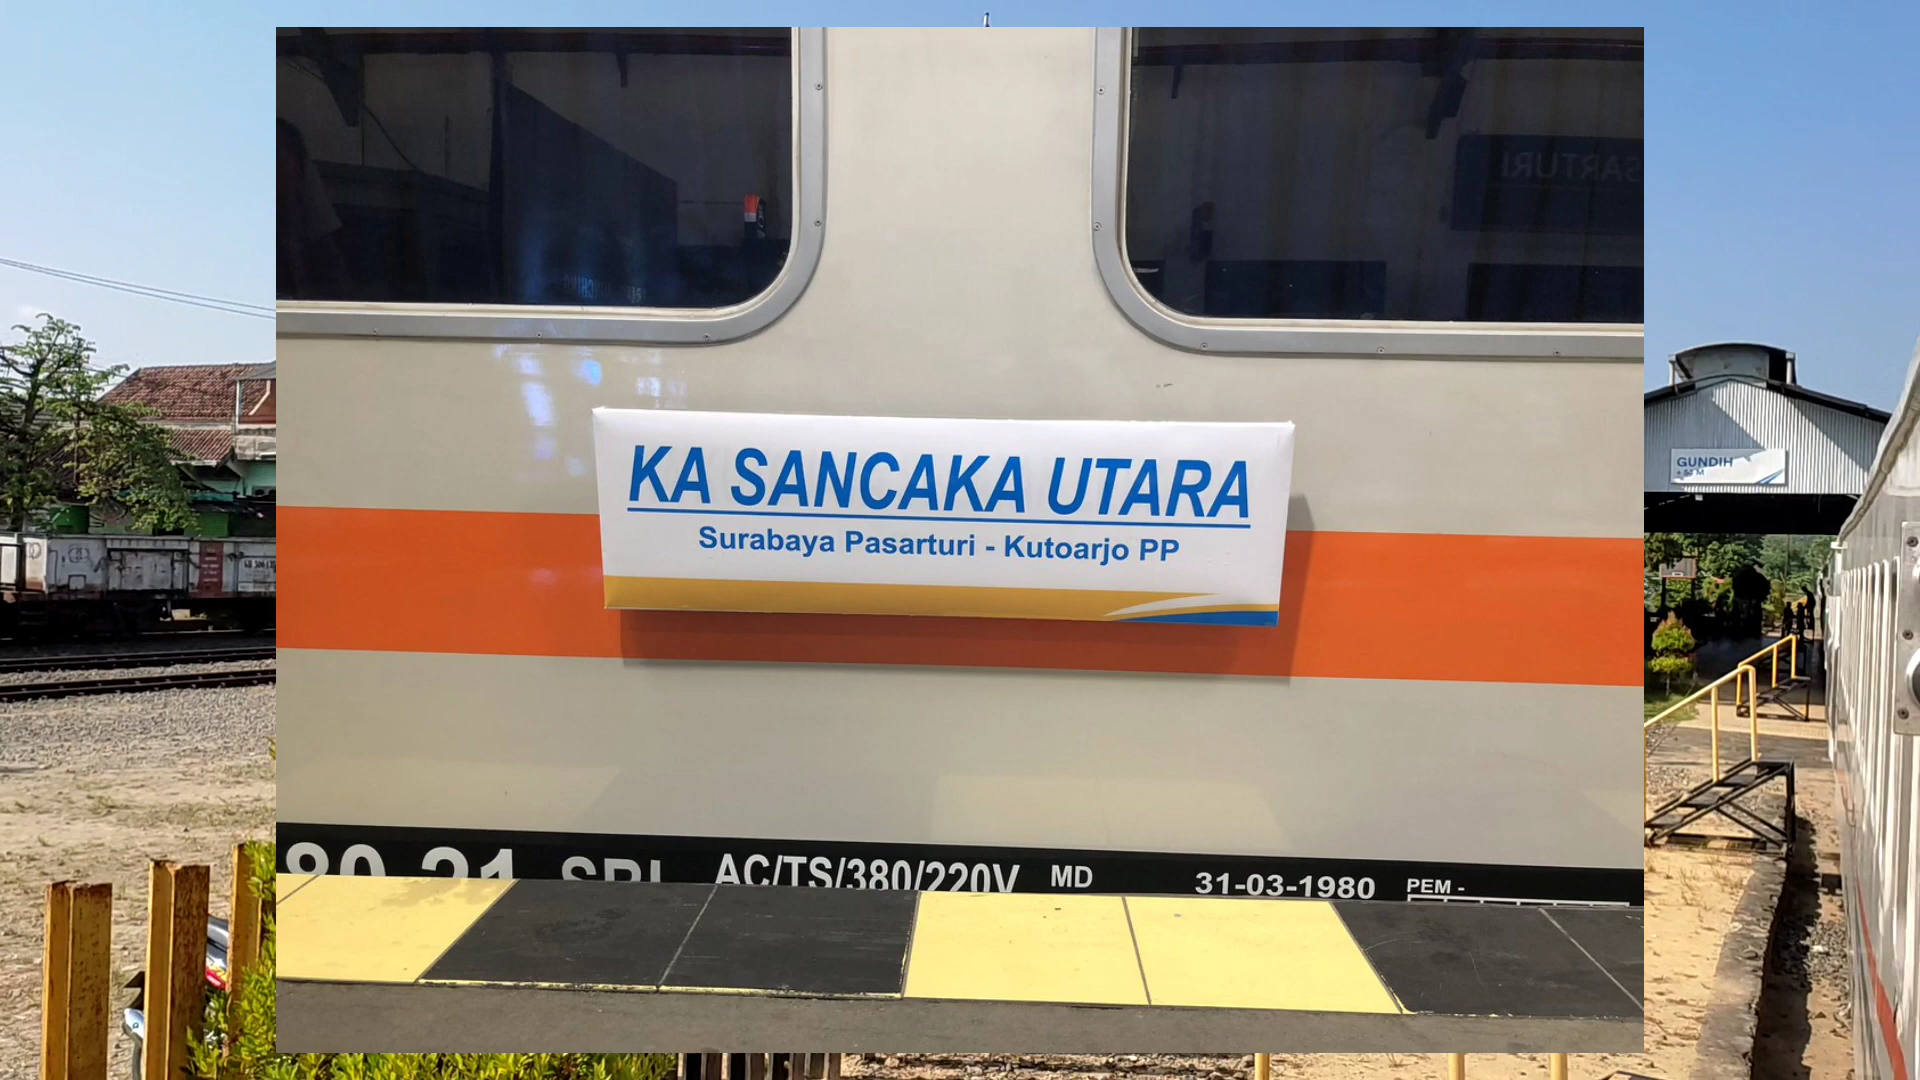 KA SANCAKA UTARA
Surabaya Pasarturi - Kutoarjo PP
AC/TS/380/220V MD 31-03-1980 PEM -
GUNDIH